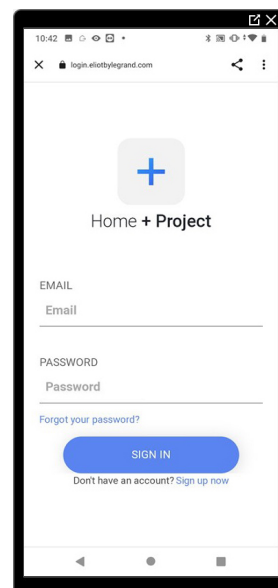 10:42
login.eliotbylegrand.com
Home + Project
EMAIL
Email
PASSWORD
Password
Forgot your password?
SIGN IN
Don't have an account? Sign up now